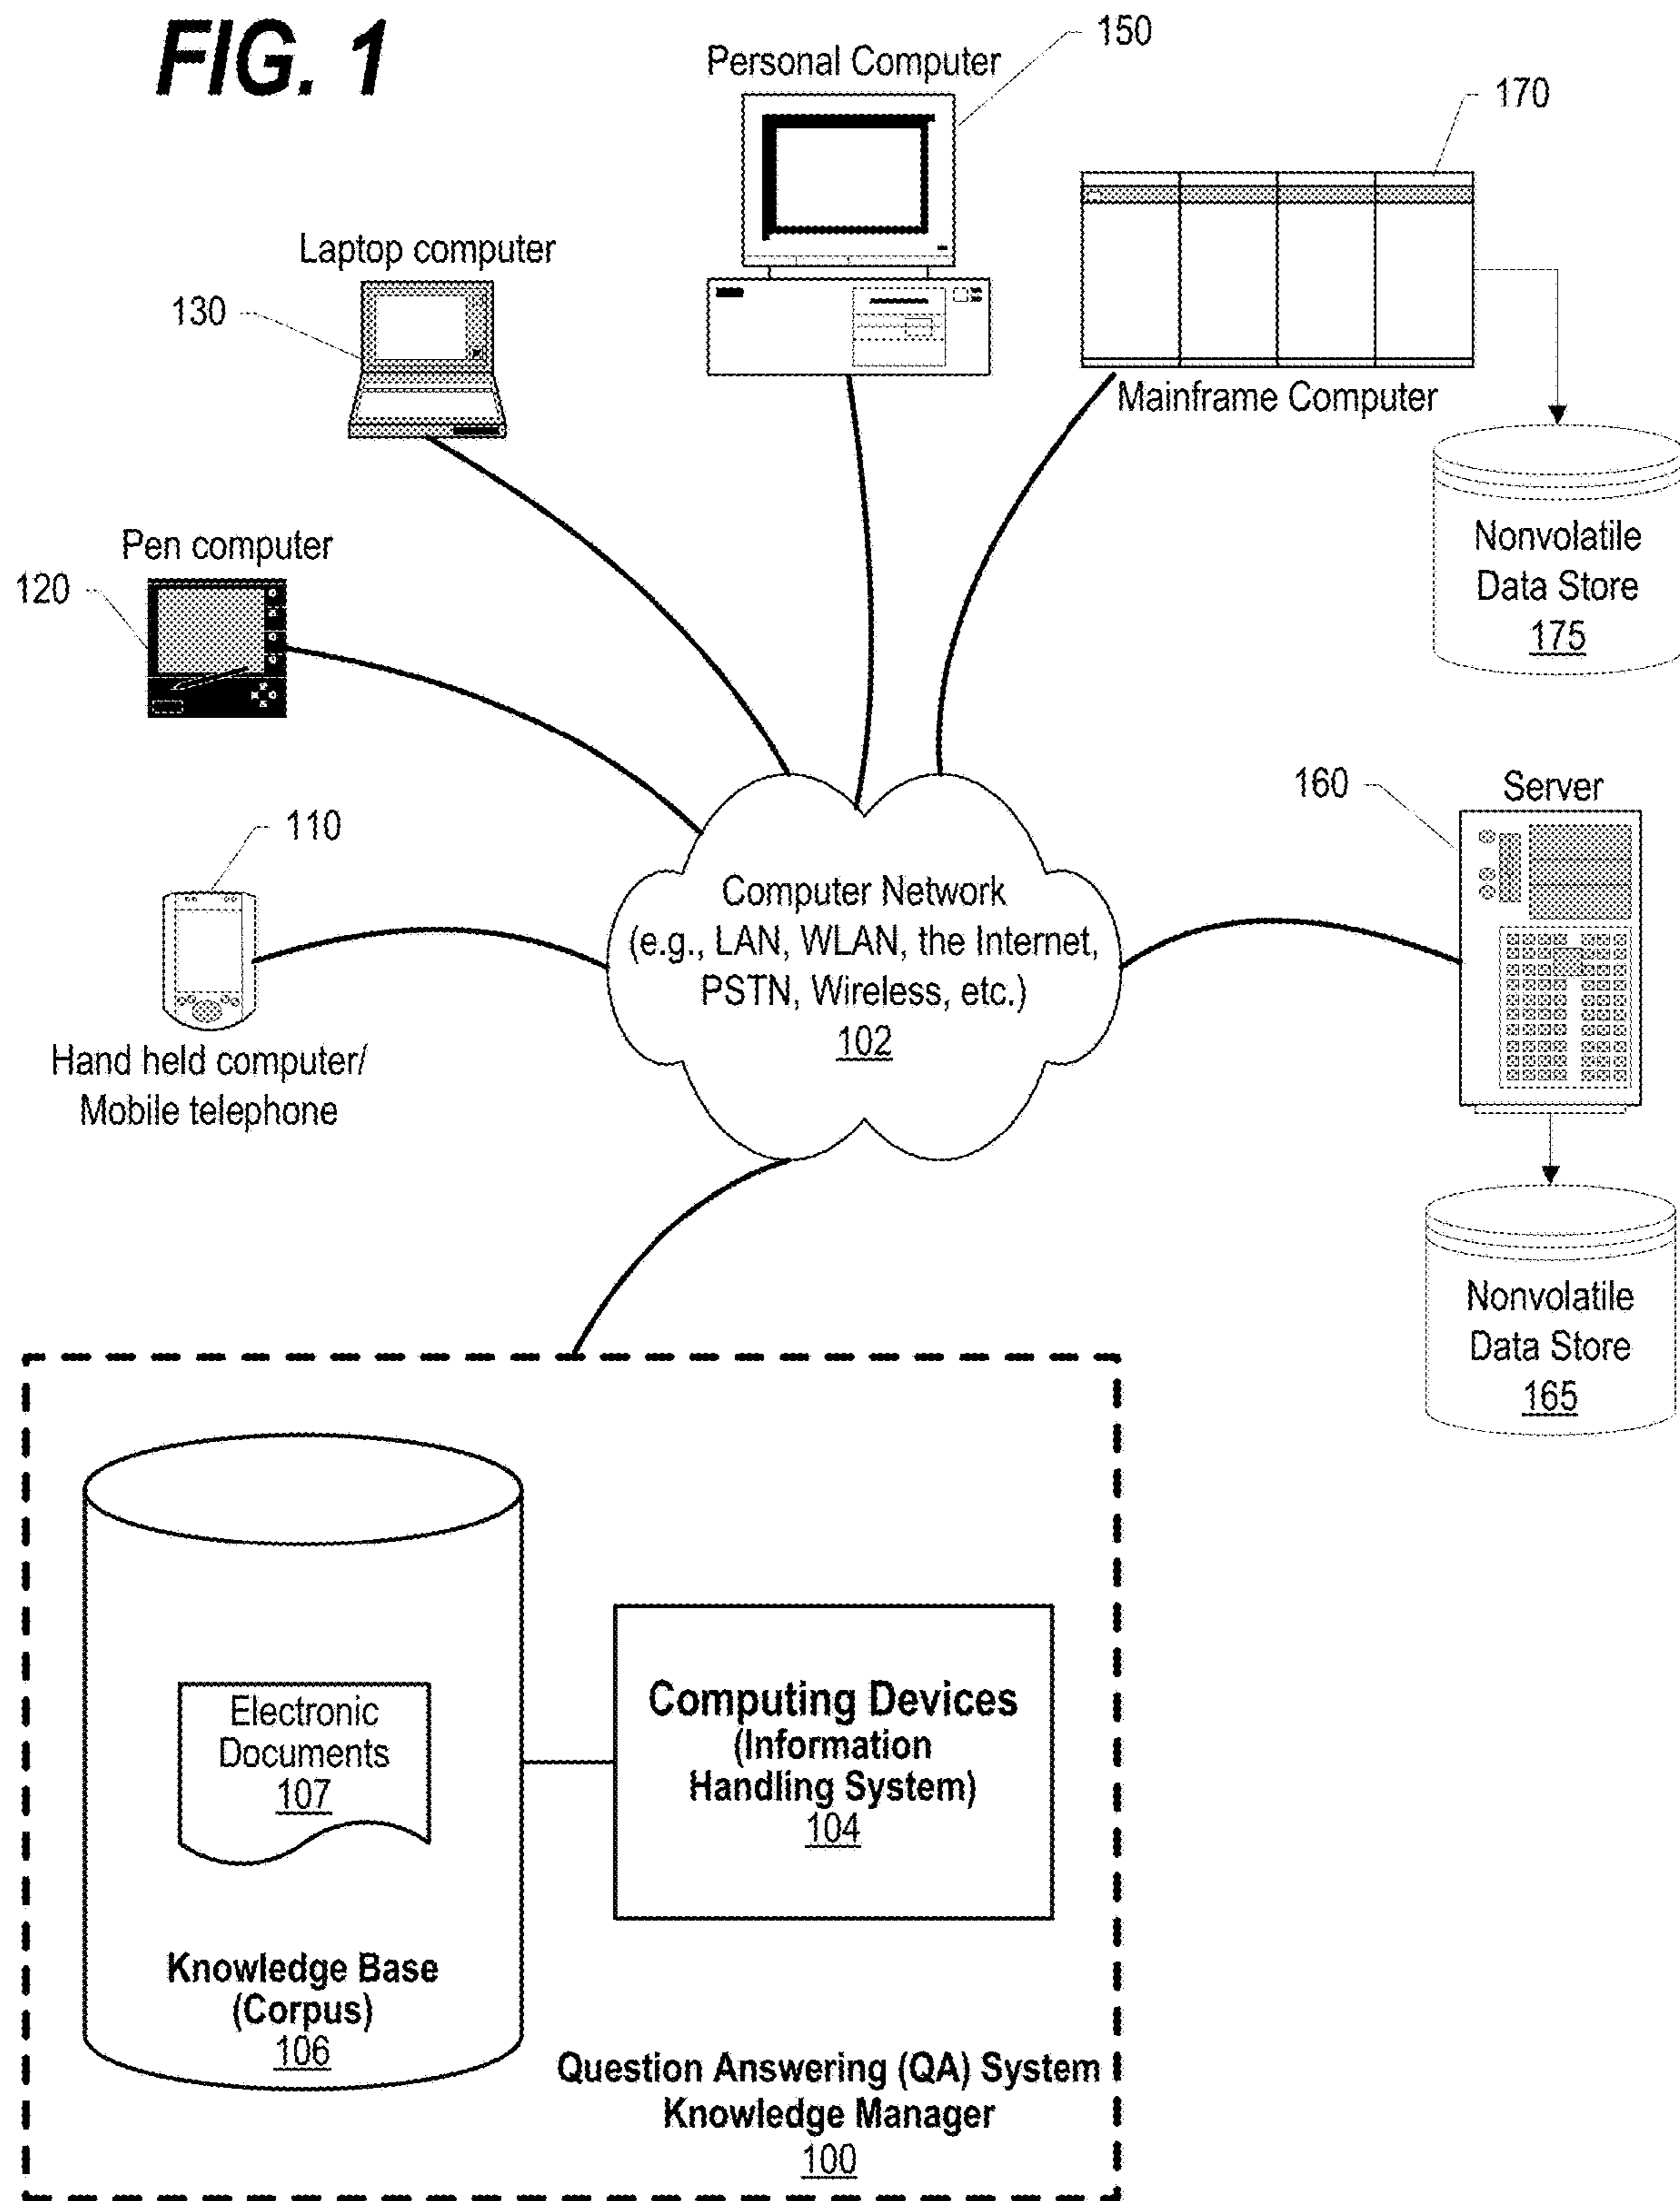 FIG. 1
150
Personal Computer
170
Laptop computer
130
Mainframe Computer
Nonvolatile
Data Store
175
Pen computer
120
160
Server
110
Computer Network
(e.g., LAN, WLAN, the Internet,
PSTN, Wireless, etc.)
102
Hand held computer/
Mobile telephone
Nonvolatile
Data Store
165
Electronic
Documents
107
Computing Devices
(Information
Handling System)
104
Knowledge Base
(Corpus)
106
Question Answering (QA) System
Knowledge Manager
100